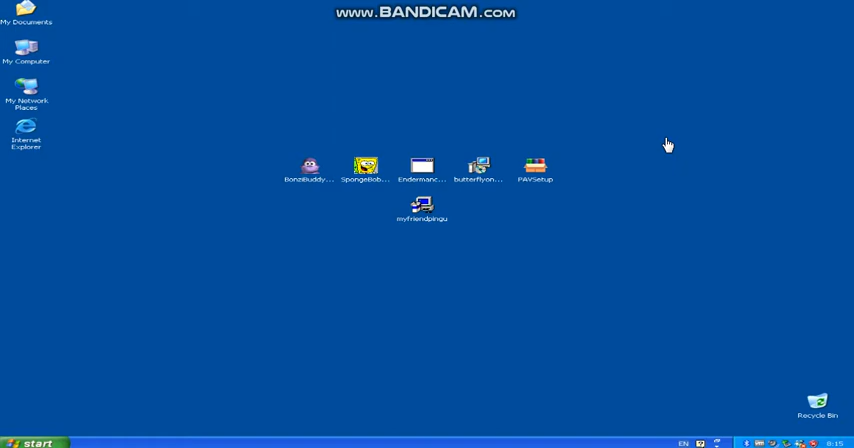 www.BANDICAM.com
My Documents
My Computer
My Network
Places
Internet
Explorer
BonziBuddy... SpongeBob... Endermanc... butterflyon... PAVSetup
myfriendpingu
Recycle Bin
start EN 8:15